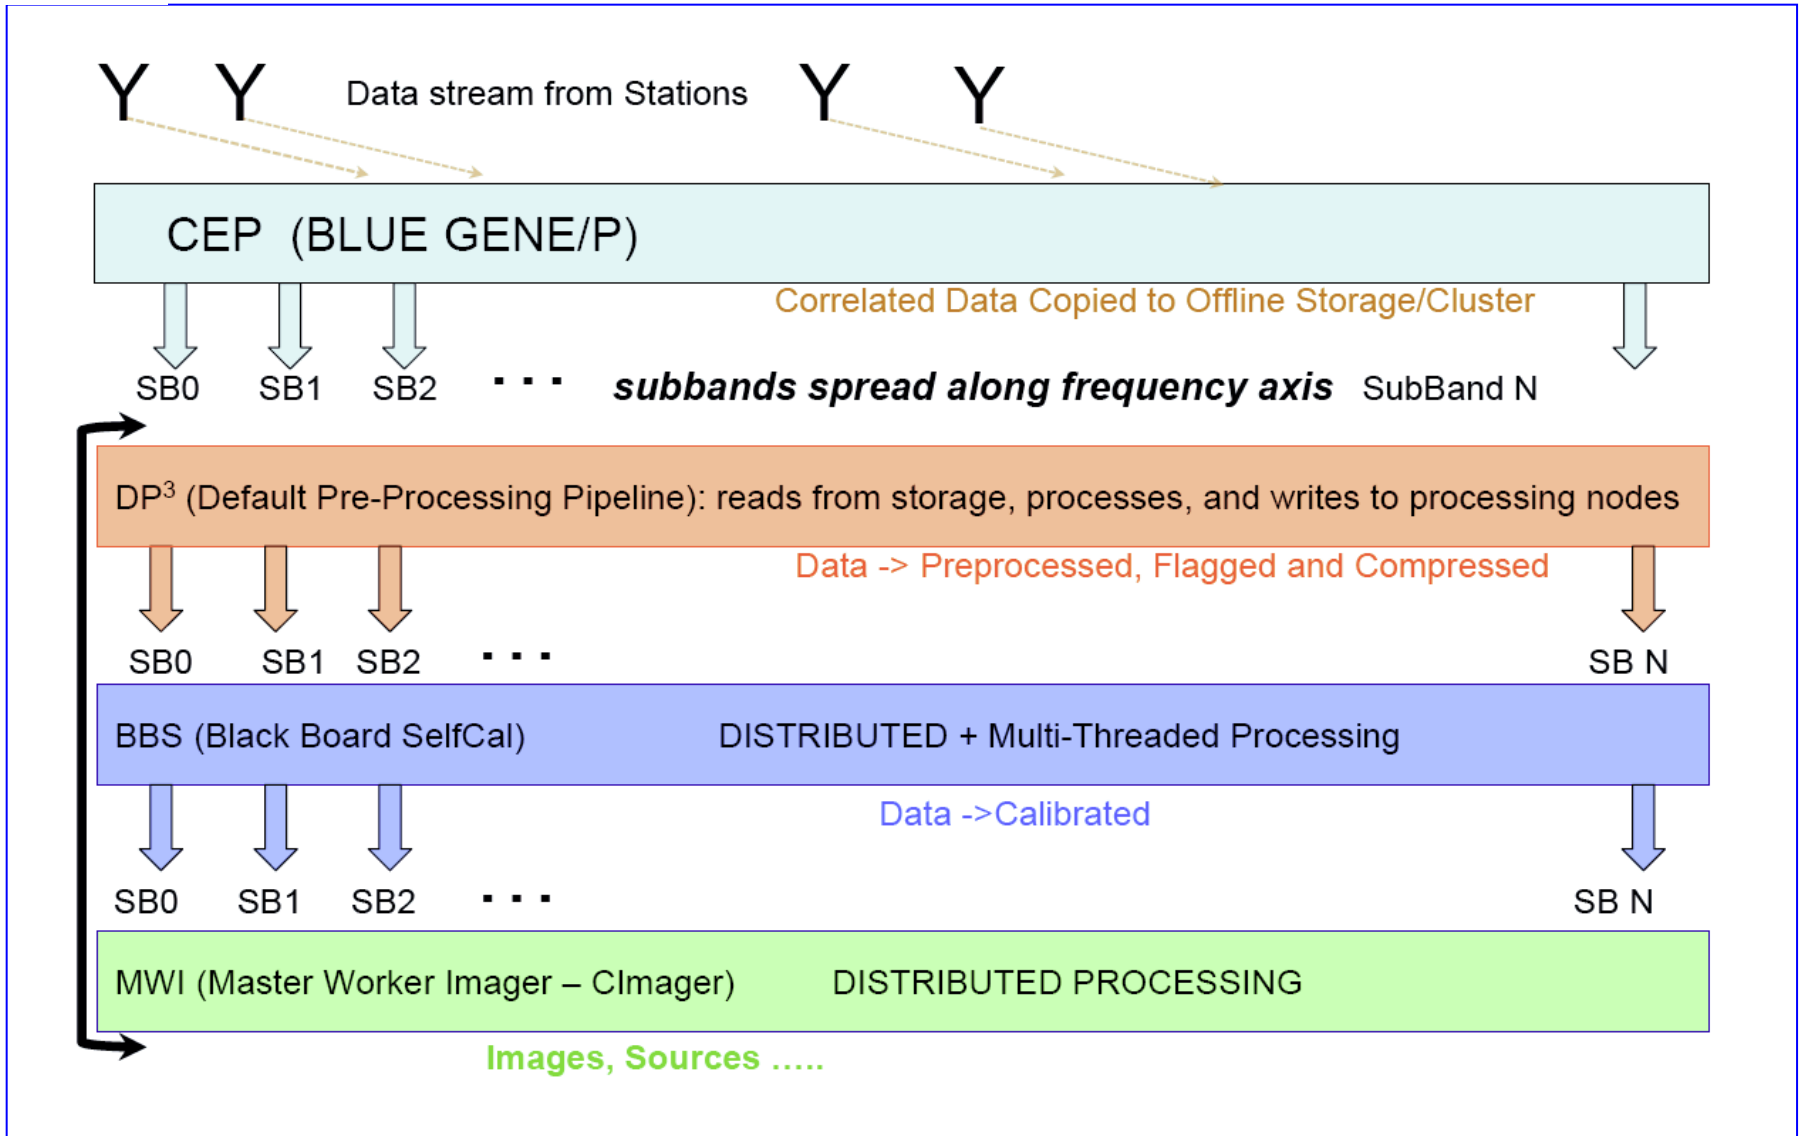 Y Y Data stream from Stations Y Y
CEP (BLUE GENE/P)
Correlated Data Copied to Offline Storage/Cluster
SB0 SB1 SB2 ... subbands spread along frequency axis SubBand N
DP³ (Default Pre-Processing Pipeline): reads from storage, processes, and writes to processing nodes
Data -> Preprocessed, Flagged and Compressed
SB0 SB1 SB2 ... SB N
BBS (Black Board SelfCal) DISTRIBUTED + Multi-Threaded Processing
Data ->Calibrated
SB0 SB1 SB2 ... SB N
MWI (Master Worker Imager – CImager) DISTRIBUTED PROCESSING
Images, Sources .....